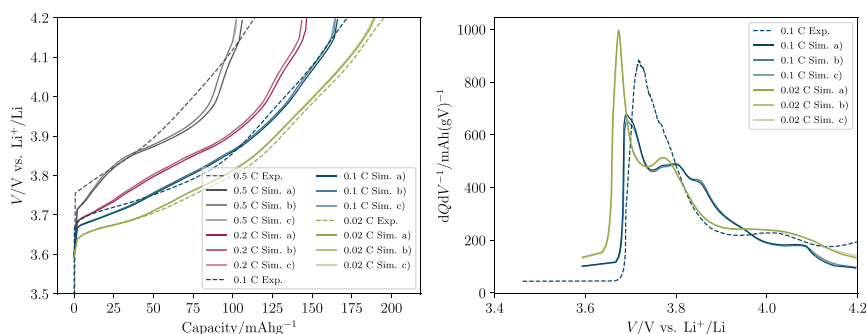 4.2
4.1
4.0
3.9
3.8
3.7
3.6
3.5
V/V vs. Li⁺/Li
0
25
50
75
100
125
150
175
200
Capacity/mAhg⁻¹
0.5 C Exp.
0.5 C Sim. a)
0.5 C Sim. b)
0.5 C Sim. c)
0.2 C Sim. a)
0.2 C Sim. b)
0.2 C Sim. c)
0.1 C Exp.
0.1 C Sim. a)
0.1 C Sim. b)
0.1 C Sim. c)
0.02 C Exp.
0.02 C Sim. a)
0.02 C Sim. b)
0.02 C Sim. c)
1000
800
600
400
200
0
dQdV⁻¹/mAh(gV)⁻¹
3.4
3.6
3.8
4.0
4.2
V/V vs. Li⁺/Li
0.1 C Exp.
0.1 C Sim. a)
0.1 C Sim. b)
0.1 C Sim. c)
0.02 C Sim. a)
0.02 C Sim. b)
0.02 C Sim. c)